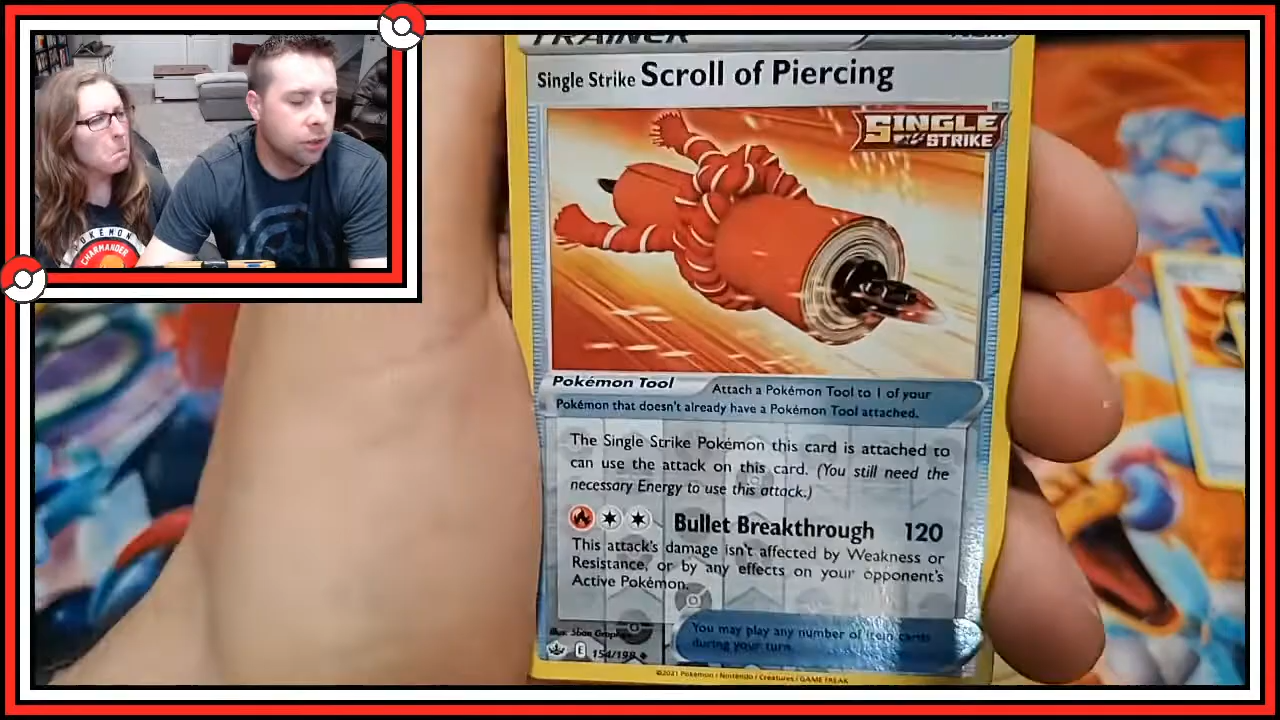 TRAINER
Single Strike Scroll of Piercing
SINGLE
STRIKE
POKÉMON
CHARMANDER
Pokémon Tool
Attach a Pokémon Tool to 1 of your
Pokémon that doesn't already have a Pokémon Tool attached.
The Single Strike Pokémon this card is attached to
can use the attack on this card. (You still need the
necessary Energy to use this attack.)
Bullet Breakthrough 120
This attack's damage isn't affected by Weakness or
Resistance, or by any effects on your opponent's
Active Pokémon.
You may play any number of Item cards
during your turn.
E 154/198
©2021 Pokémon / Nintendo / Creatures / GAME FREAK